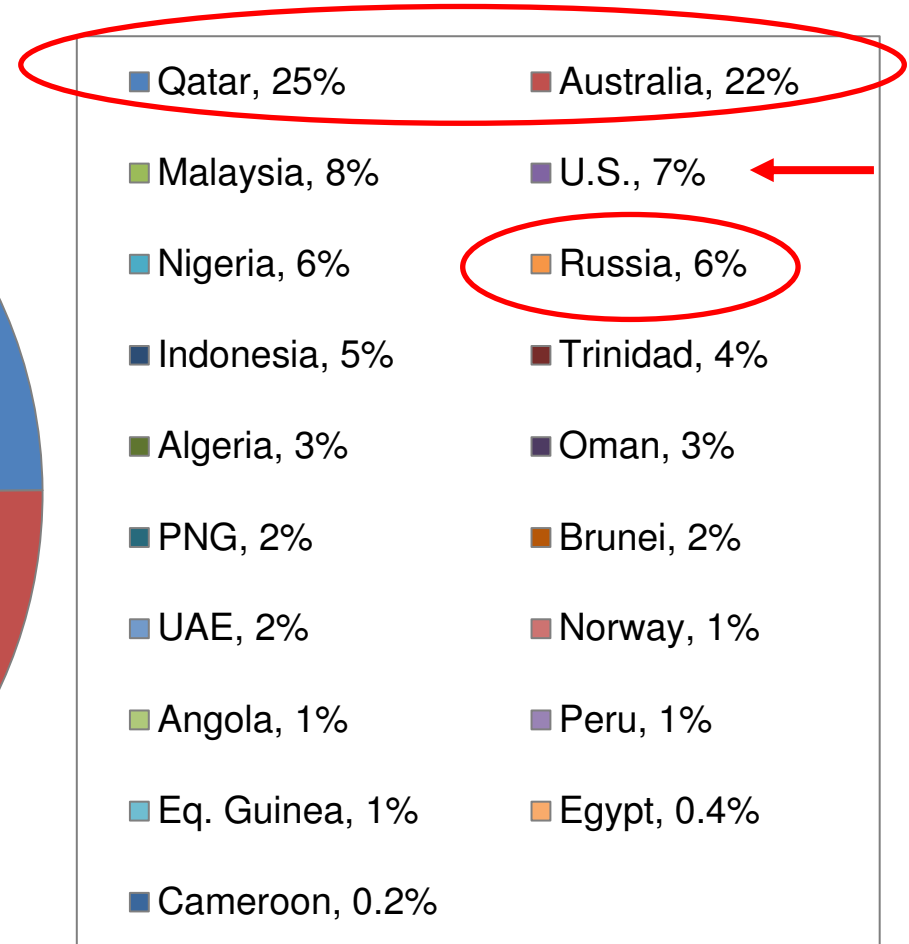 Qatar, 25% Australia, 22%
Malaysia, 8% U.S., 7%
Nigeria, 6% Russia, 6%
Indonesia, 5% Trinidad, 4%
Algeria, 3% Oman, 3%
PNG, 2% Brunei, 2%
UAE, 2% Norway, 1%
Angola, 1% Peru, 1%
Eq. Guinea, 1% Egypt, 0.4%
Cameroon, 0.2%